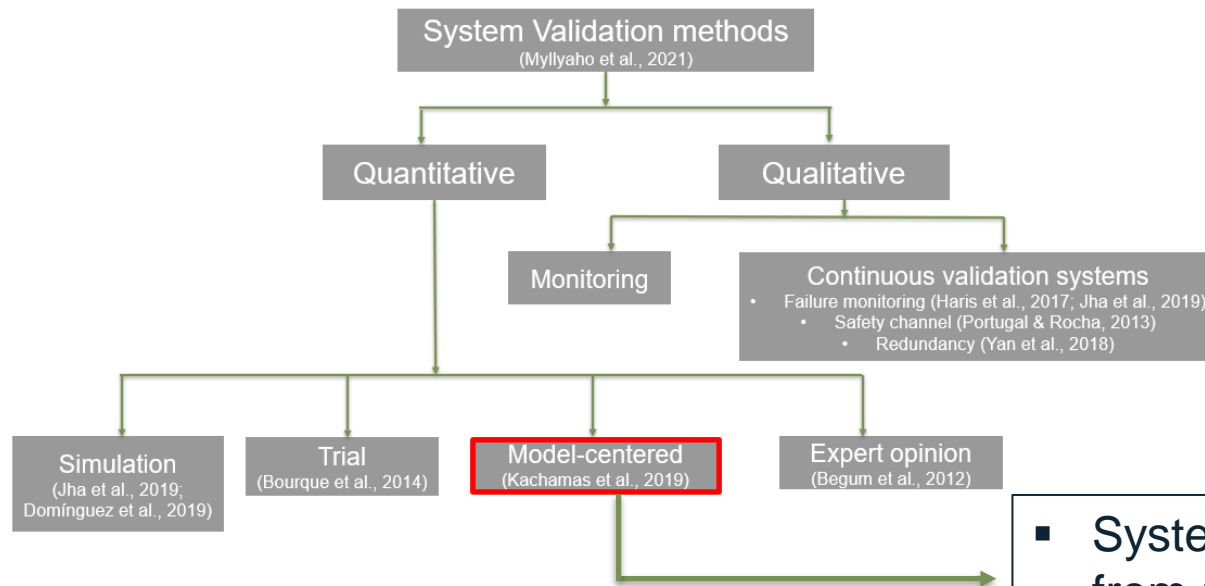 System Validation methods
(Myllyaho et al., 2021)
Quantitative
Qualitative
Monitoring
Continuous validation systems
• Failure monitoring (Haris et al., 2017; Jha et al., 2019)
• Safety channel (Portugal & Rocha, 2013)
• Redundancy (Yan et al., 2018)
Simulation
(Jha et al., 2019;
Domínguez et al., 2019)
Trial
(Bourque et al., 2014)
Model-centered
(Kachamas et al., 2019)
Expert opinion
(Begum et al., 2012)
▪ Syste